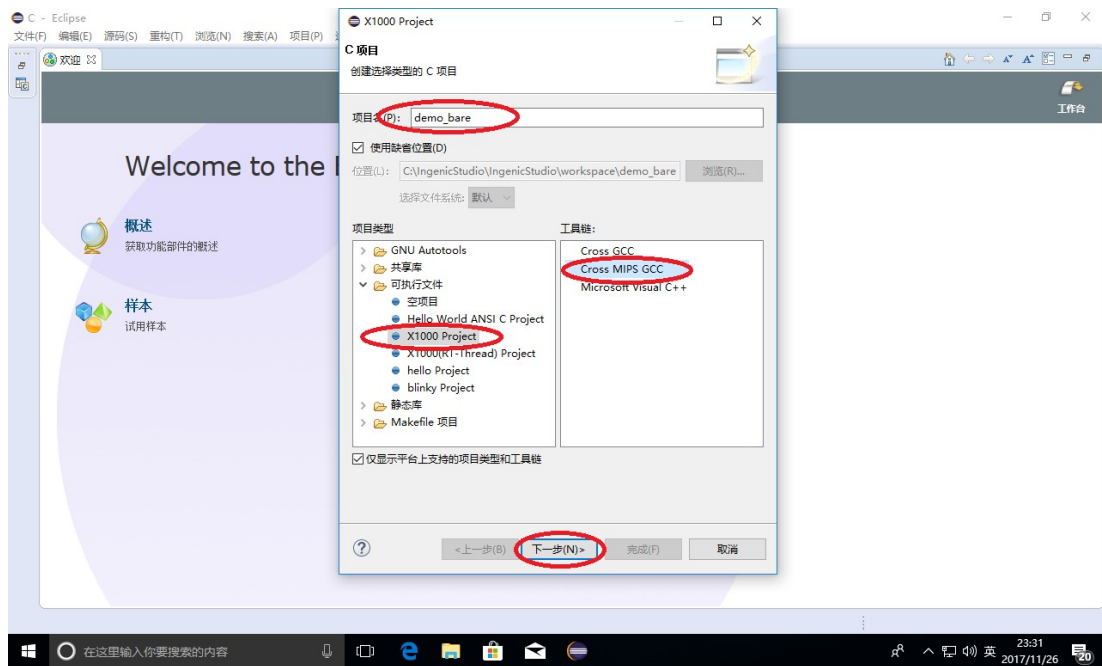 C - Eclipse
文件(F) 编辑(E) 源码(S) 重构(T) 浏览(N) 搜索(A) 项目(P)
欢迎
工作台
Welcome to the
概述
获取功能部件的概述
样本
试用样本
X1000 Project
C 项目
创建选择类型的 C 项目
项目名(P): demo_bare
使用缺省位置(D)
位置(L): C:\IngenicStudio\IngenicStudio\workspace\demo_bare 浏览(R)...
选择文件系统: 默认
项目类型
GNU Autotools
共享库
可执行文件
空项目
Hello World ANSI C Project
X1000 Project
X1000(RT-Thread) Project
hello Project
blinky Project
静态库
Makefile 项目
工具链:
Cross GCC
Cross MIPS GCC
Microsoft Visual C++
仅显示平台上支持的项目类型和工具链
<上一步(B) 下一步(N)> 完成(F) 取消
在这里输入你要搜索的内容
英
23:31
2017/11/26
20